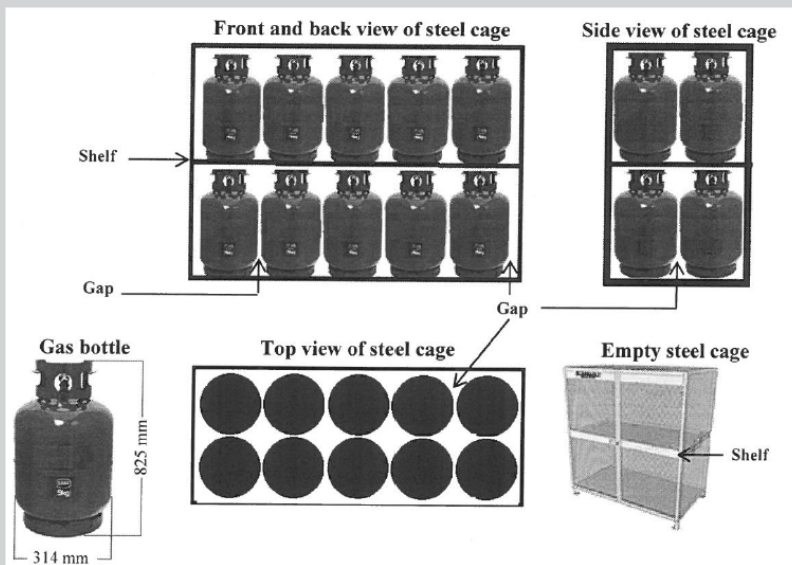 Front and back view of steel cage
Side view of steel cage
Shelf
Gap
Gap
Gas bottle
Top view of steel cage
Empty steel cage
825 mm
Shelf
9KG
314 mm